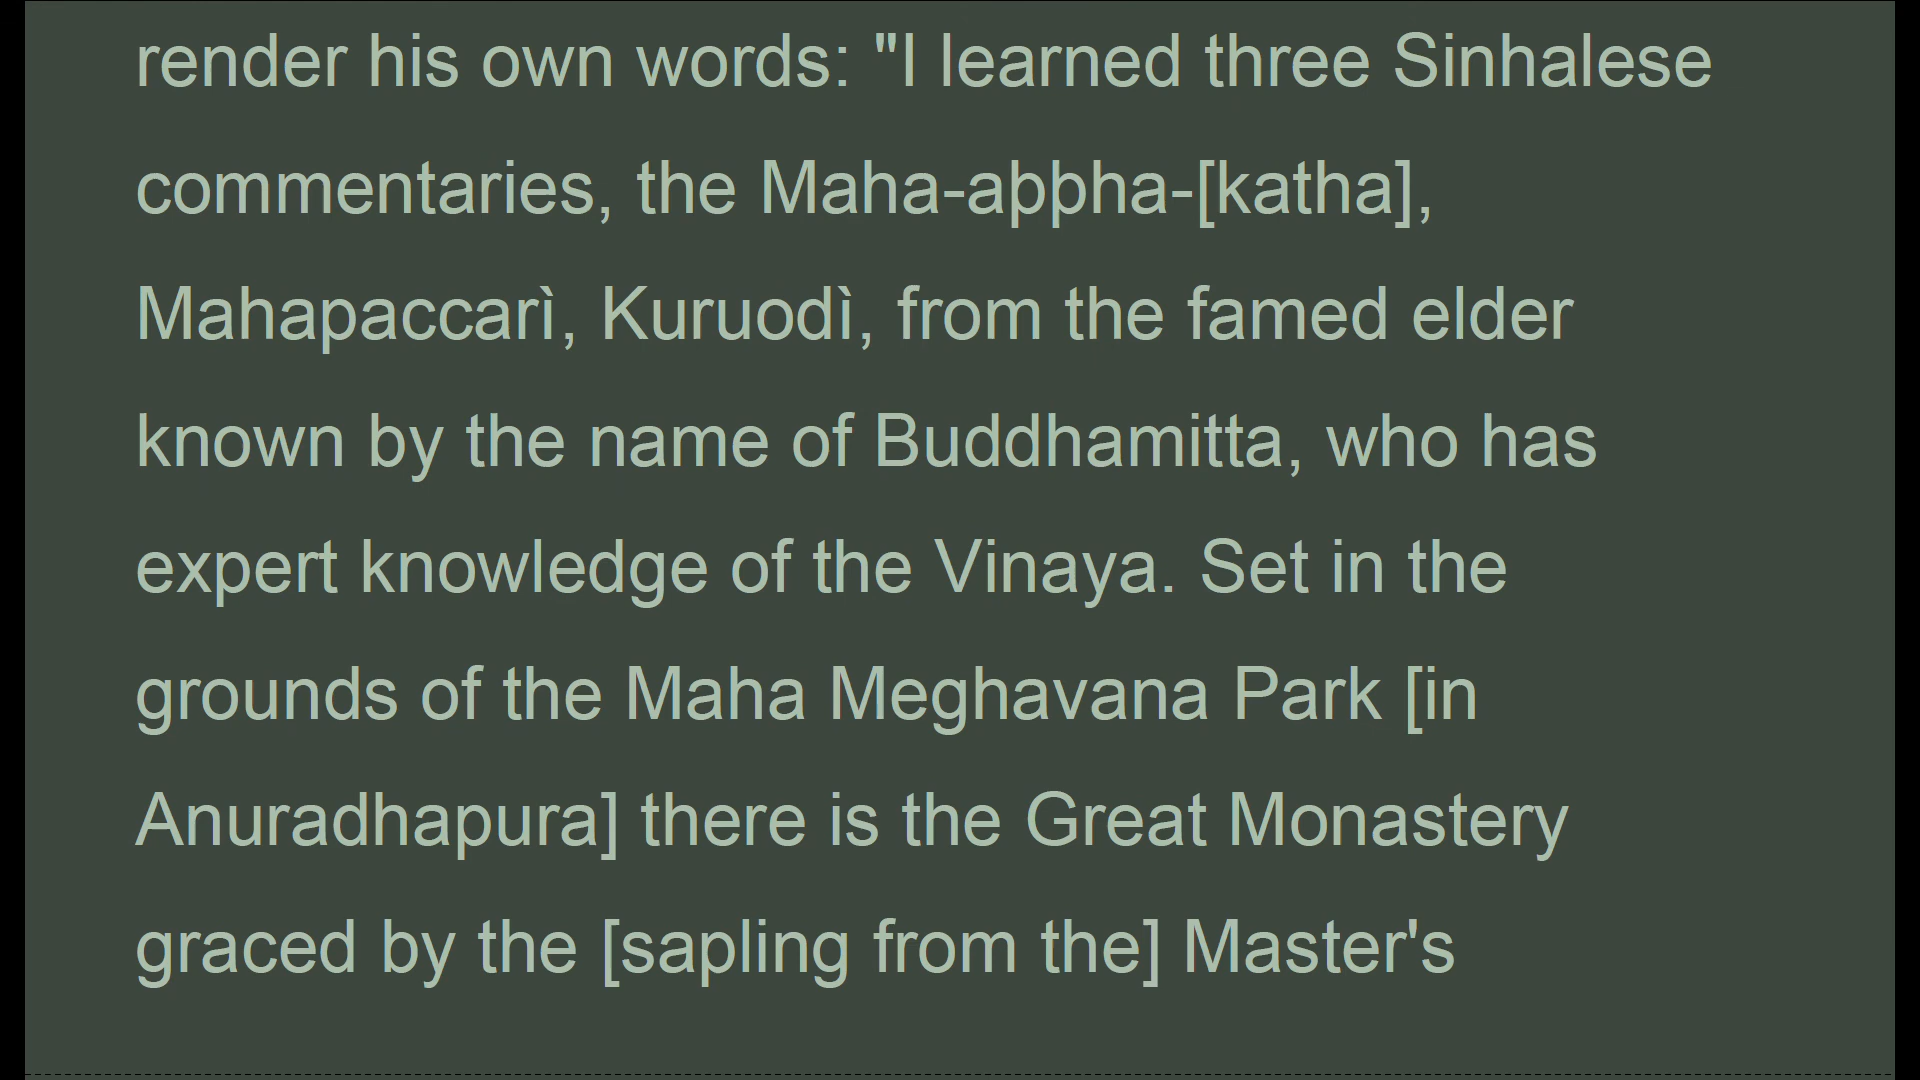 render his own words: "I learned three Sinhalese
commentaries, the Maha-aþþha-[katha],
Mahapaccarì, Kuruodì, from the famed elder
known by the name of Buddhamitta, who has
expert knowledge of the Vinaya. Set in the
grounds of the Maha Meghavana Park [in
Anuradhapura] there is the Great Monastery
graced by the [sapling from the] Master's